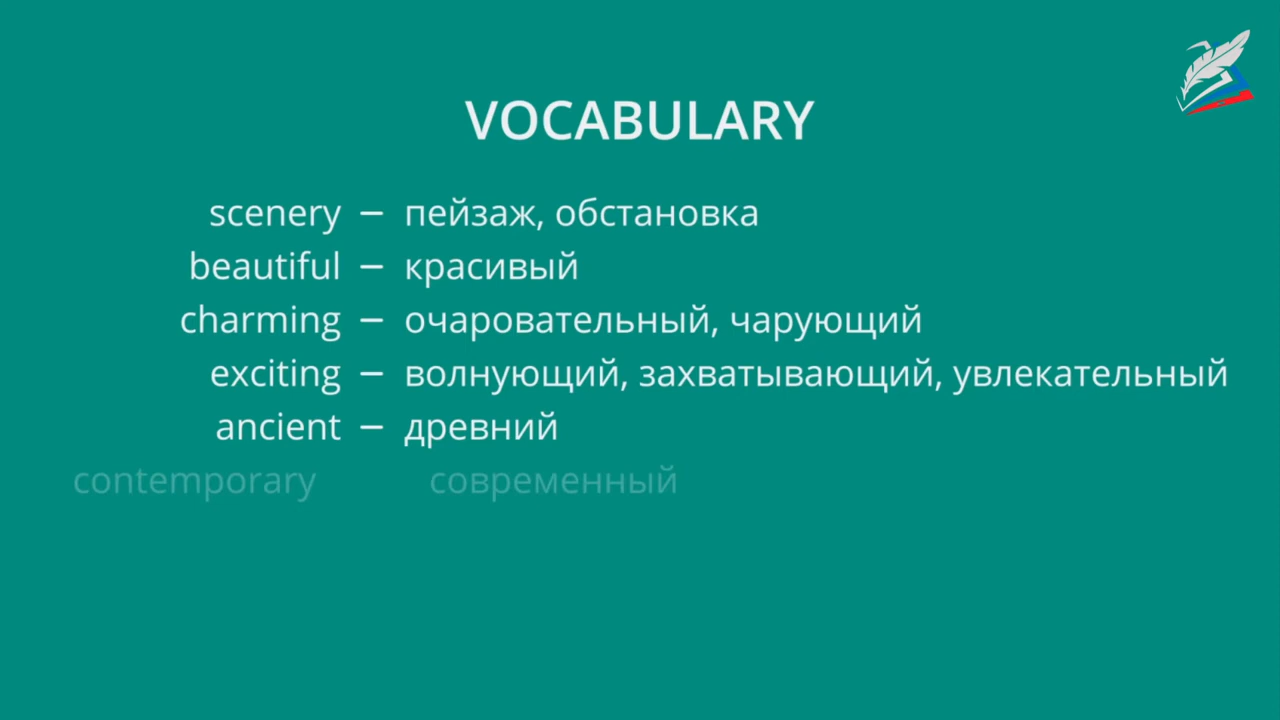 VOCABULARY
scenery – пейзаж, обстановка
beautiful – красивый
charming – очаровательный, чарующий
exciting – волнующий, захватывающий, увлекательный
ancient – древний
contemporary современный